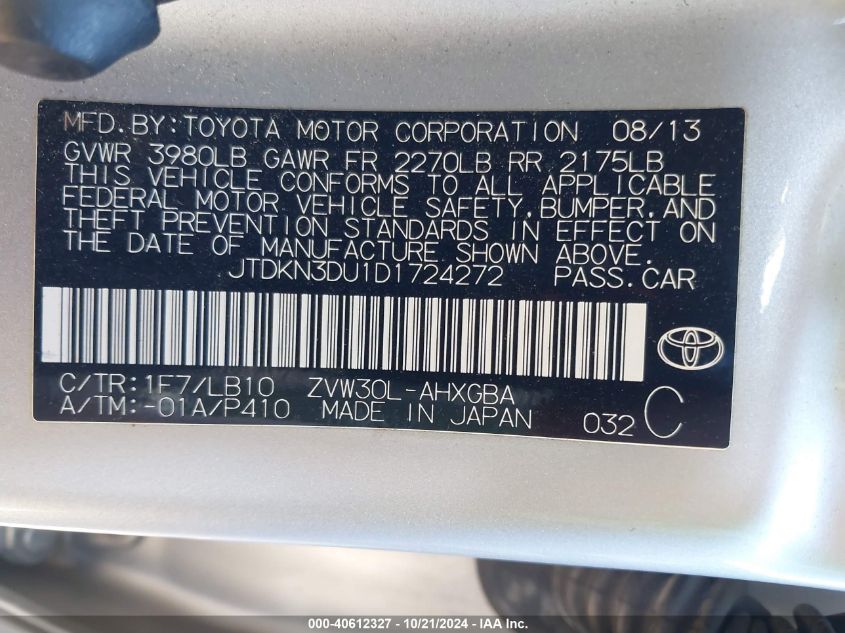 MFD. BY: TOYOTA MOTOR CORPORATION 08/13
GVWR 3980LB GAWR FR 2270LB RR 2175LB
THIS VEHICLE CONFORMS TO ALL APPLICABLE
FEDERAL MOTOR VEHICLE SAFETY, BUMPER, AND
THEFT PREVENTION STANDARDS IN EFFECT ON
THE DATE OF MANUFACTURE SHOWN ABOVE.
JTDKN3DU1D1724272 PASS. CAR
C/TR: 1F7/LB10 ZVW30L-AHXGBA
A/TM: -01A/P410 MADE IN JAPAN 032 C
000-40612327 - 10/21/2024 - IAA Inc.